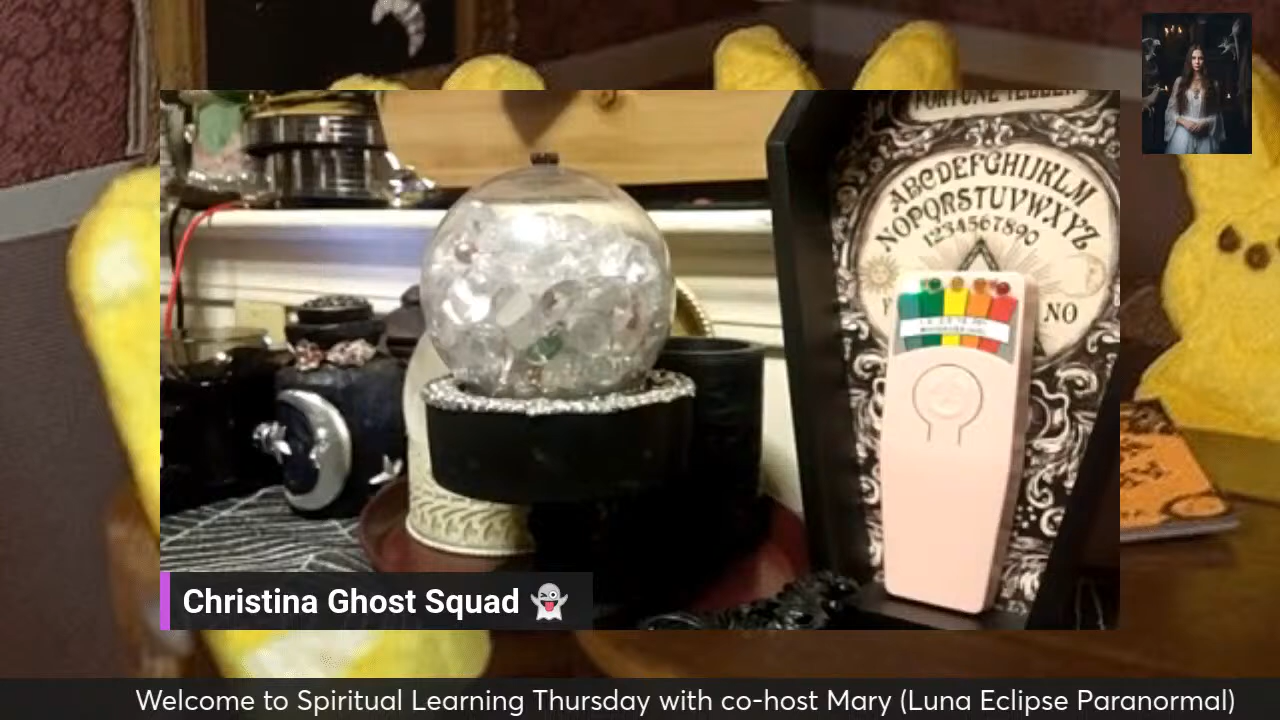 FORTUNE TELLER
ABCDEFGHIJKLM
NOPQRSTUVWXYZ
1234567890
NO
Christina Ghost Squad 👻
Welcome to Spiritual Learning Thursday with co-host Mary (Luna Eclipse Paranormal)